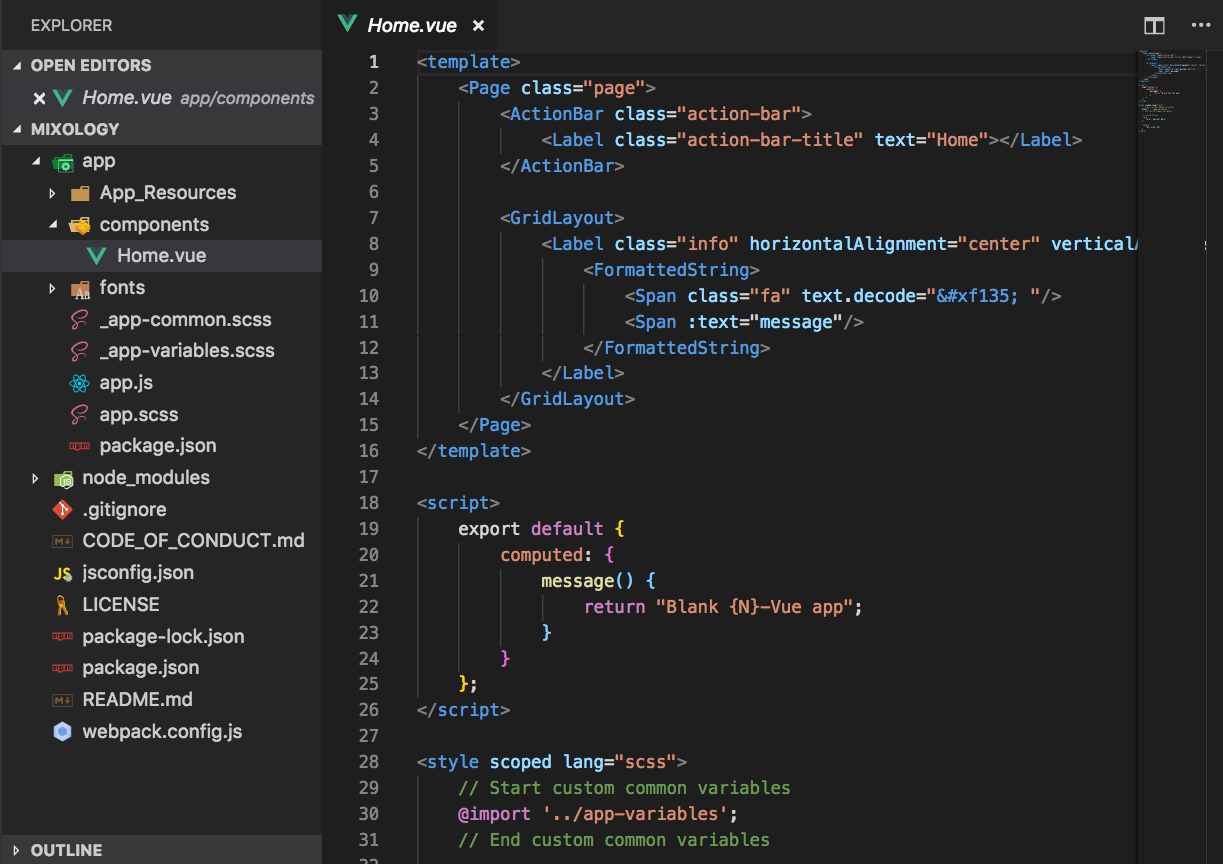 EXPLORER
OPEN EDITORS
Home.vue app/components
MIXOLOGY
app
App_Resources
components
Home.vue
fonts
_app-common.scss
_app-variables.scss
app.js
app.scss
package.json
node_modules
.gitignore
CODE_OF_CONDUCT.md
jsconfig.json
LICENSE
package-lock.json
package.json
README.md
webpack.config.js
OUTLINE
Home.vue
1 <template>
2     <Page class="page">
3         <ActionBar class="action-bar">
4             <Label class="action-bar-title" text="Home"></Label>
5         </ActionBar>
6
7         <GridLayout>
8             <Label class="info" horizontalAlignment="center" vertical
9                 <FormattedString>
10                     <Span class="fa" text.decode="&#xf135; "/>
11                     <Span :text="message"/>
12                 </FormattedString>
13             </Label>
14         </GridLayout>
15     </Page>
16 </template>
17
18 <script>
19     export default {
20         computed: {
21             message() {
22                 return "Blank {N}-Vue app";
23             }
24         }
25     };
26 </script>
27
28 <style scoped lang="scss">
29     // Start custom common variables
30     @import '../app-variables';
31     // End custom common variables